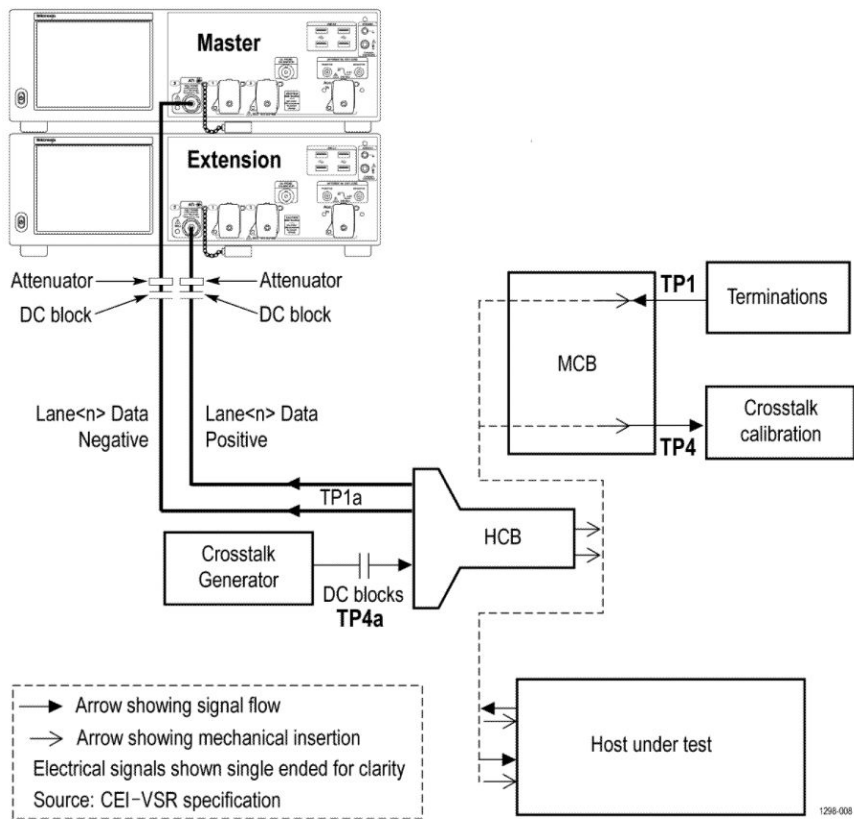 Tektronix
Master
Tektronix
Extension
Attenuator
Attenuator
DC block
DC block
Lane<n> Data
Negative
Lane<n> Data
Positive
TP1a
Crosstalk
Generator
DC blocks
TP4a
HCB
MCB
TP1
Terminations
TP4
Crosstalk
calibration
Host under test
Arrow showing signal flow
Arrow showing mechanical insertion
Electrical signals shown single ended for clarity
Source: CEI-VSR specification
1298-008